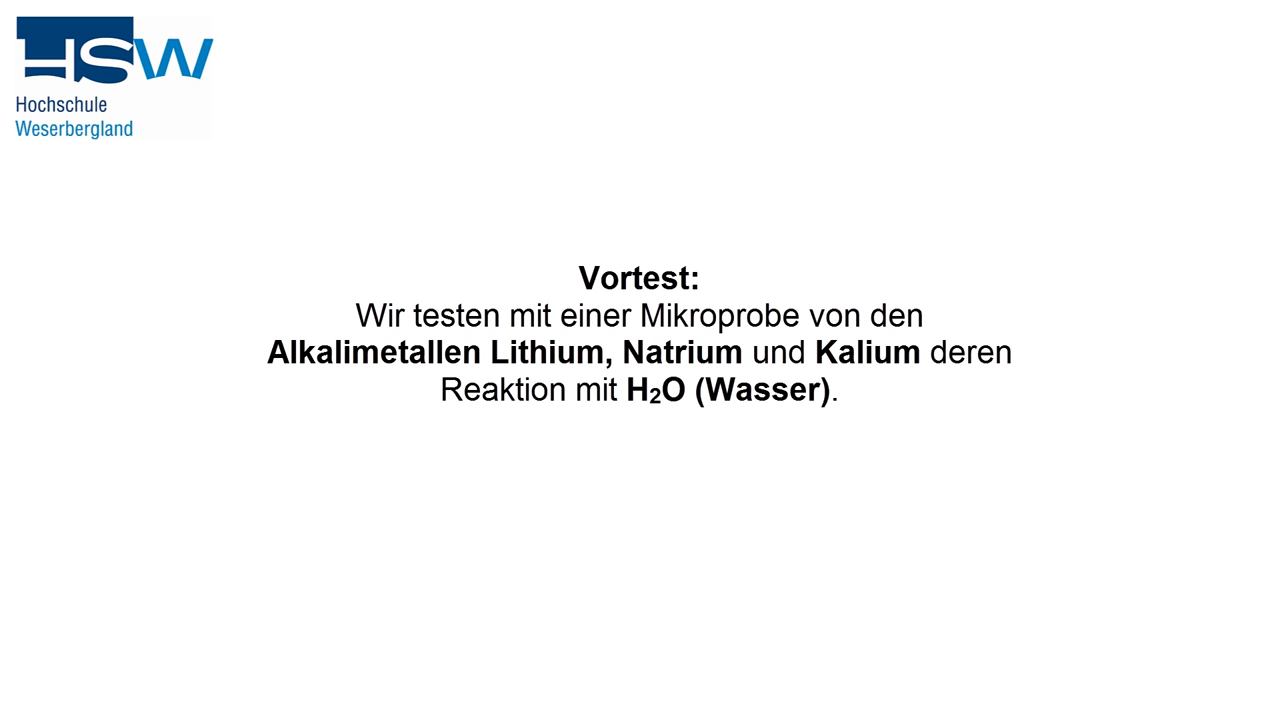 HSW
Hochschule
Weserbergland
Vortest:
Wir testen mit einer Mikroprobe von den
Alkalimetallen Lithium, Natrium und Kalium deren
Reaktion mit H₂O (Wasser).